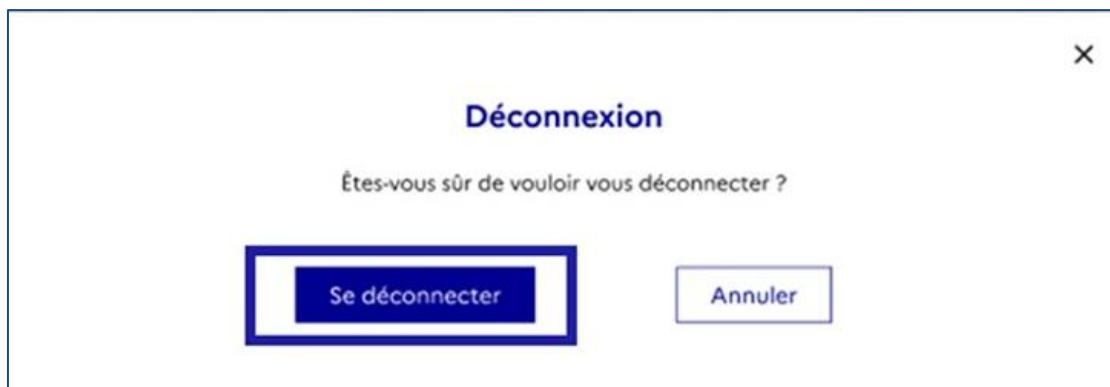 Déconnexion
Êtes-vous sûr de vouloir vous déconnecter ?
Se déconnecter
Annuler